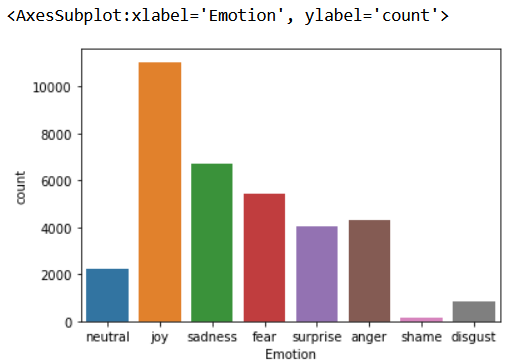 <AxesSubplot:xlabel='Emotion', ylabel='count'>
10000
8000
6000
4000
2000
0
count
neutral joy sadness fear surprise anger shame disgust
Emotion